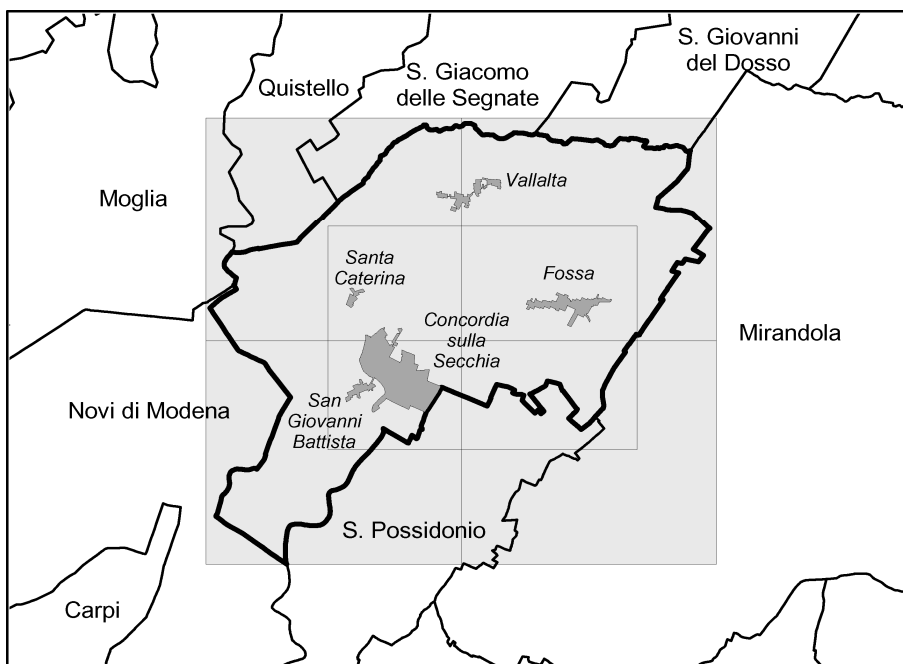 S. Giovanni
del Dosso
S. Giacomo
delle Segnate
Quistello
Moglia
Vallalta
Santa
Caterina
Fossa
Concordia
sulla
Secchia
Mirandola
Novi di Modena
San
Giovanni
Battista
S. Possidonio
Carpi